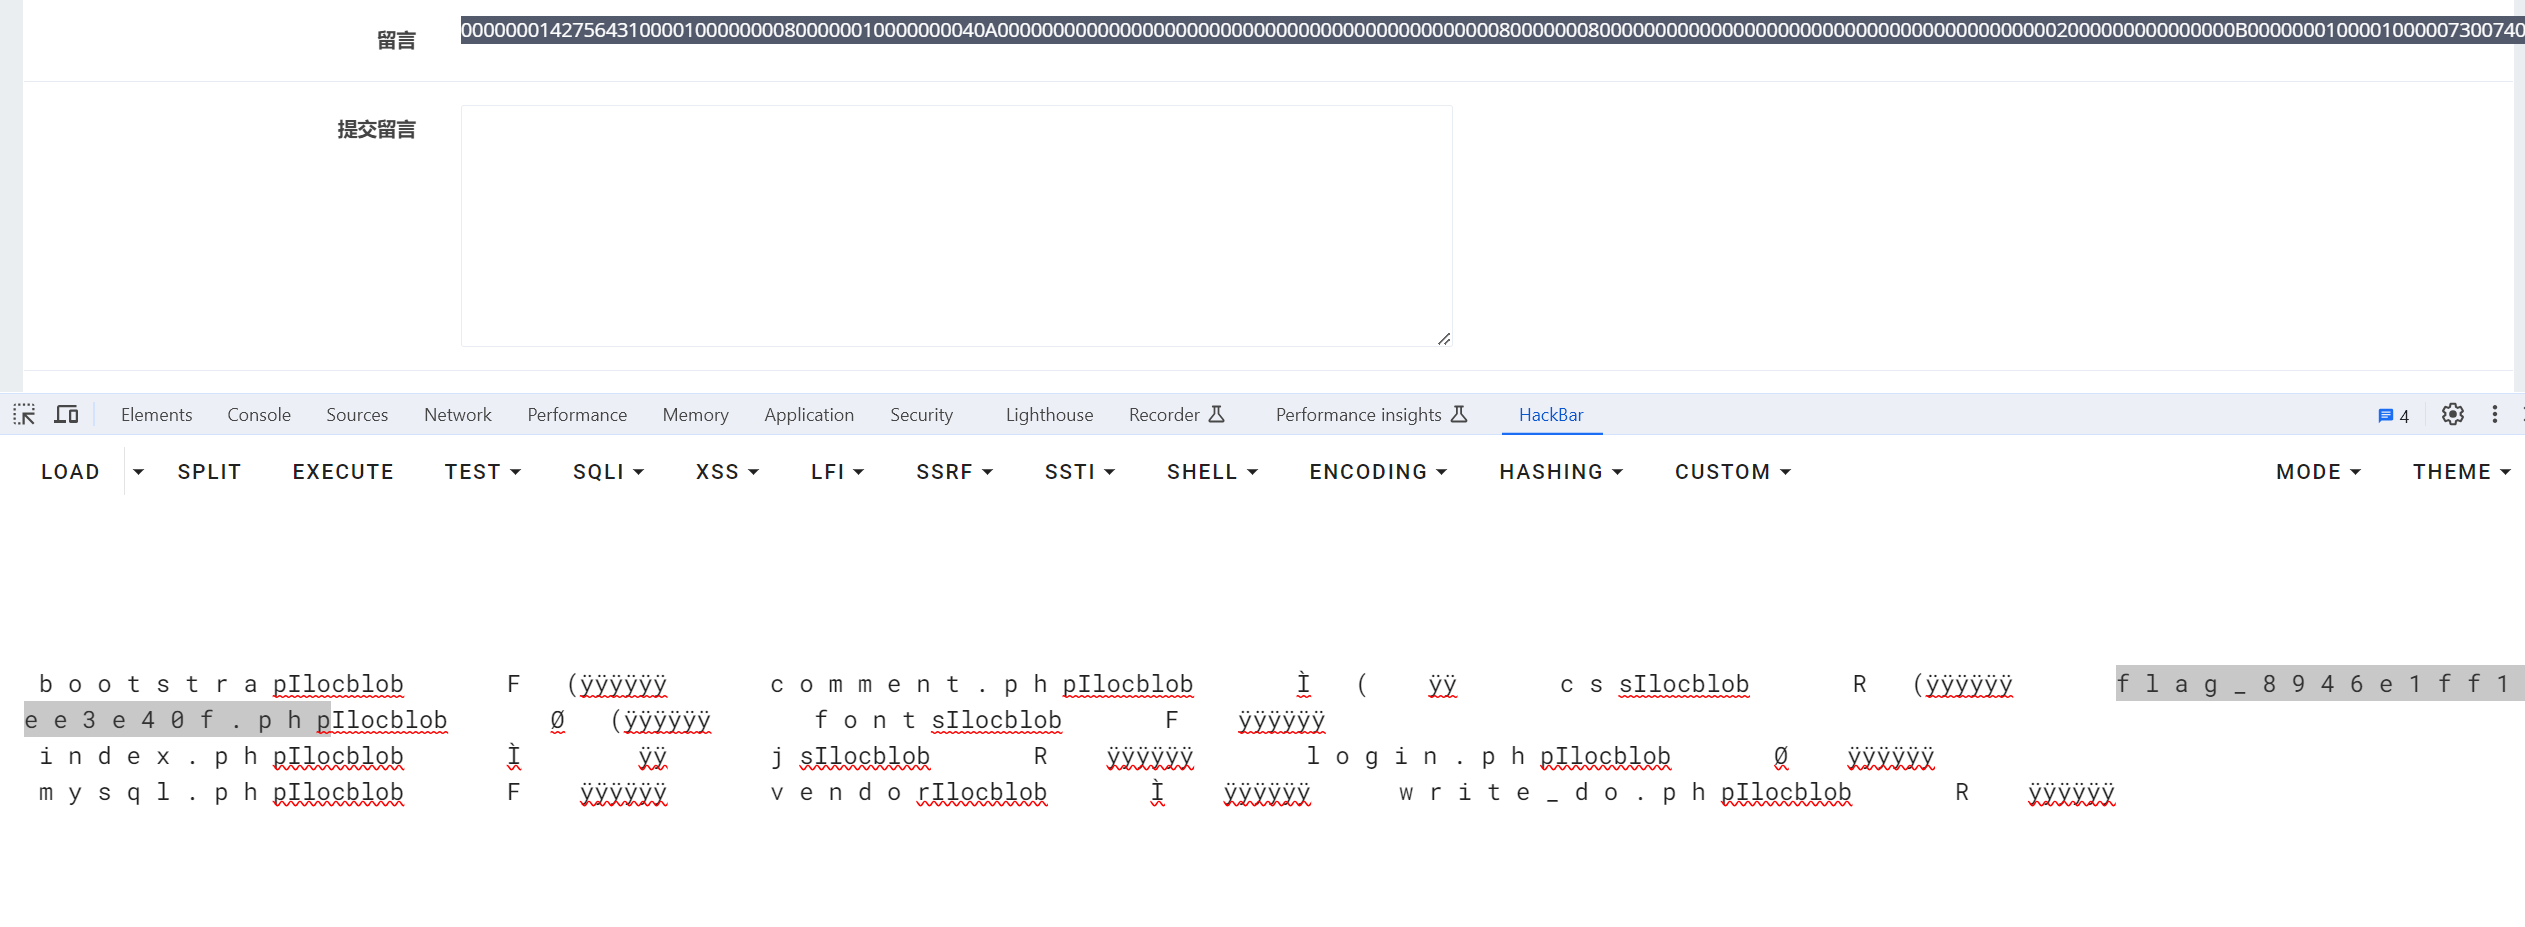 留言
00000001427564310000100000000800000010000000040A000000000000000000000000000000000000000000000800000008000000000000000000000000000000000000000002000000000000000B0000000100001000007300740
提交留言
Elements Console Sources Network Performance Memory Application Security Lighthouse Recorder Performance insights HackBar 4
LOAD SPLIT EXECUTE TEST SQLI XSS LFI SSRF SSTI SHELL ENCODING HASHING CUSTOM MODE THEME
b o o t s t r a pIlocblob F (ÿÿÿÿÿÿ c o m m e n t . p h pIlocblob Ì ( ÿÿ c s sIlocblob R (ÿÿÿÿÿÿ f l a g _ 8 9 4 6 e 1 f f 1
e e 3 e 4 0 f . p h pIlocblob Ø (ÿÿÿÿÿÿ f o n t sIlocblob F ÿÿÿÿÿÿ
i n d e x . p h pIlocblob Ì ÿÿ j sIlocblob R ÿÿÿÿÿÿ l o g i n . p h pIlocblob Ø ÿÿÿÿÿÿ
m y s q l . p h pIlocblob F ÿÿÿÿÿÿ v e n d o rIlocblob Ì ÿÿÿÿÿÿ w r i t e _ d o . p h pIlocblob R ÿÿÿÿÿÿ